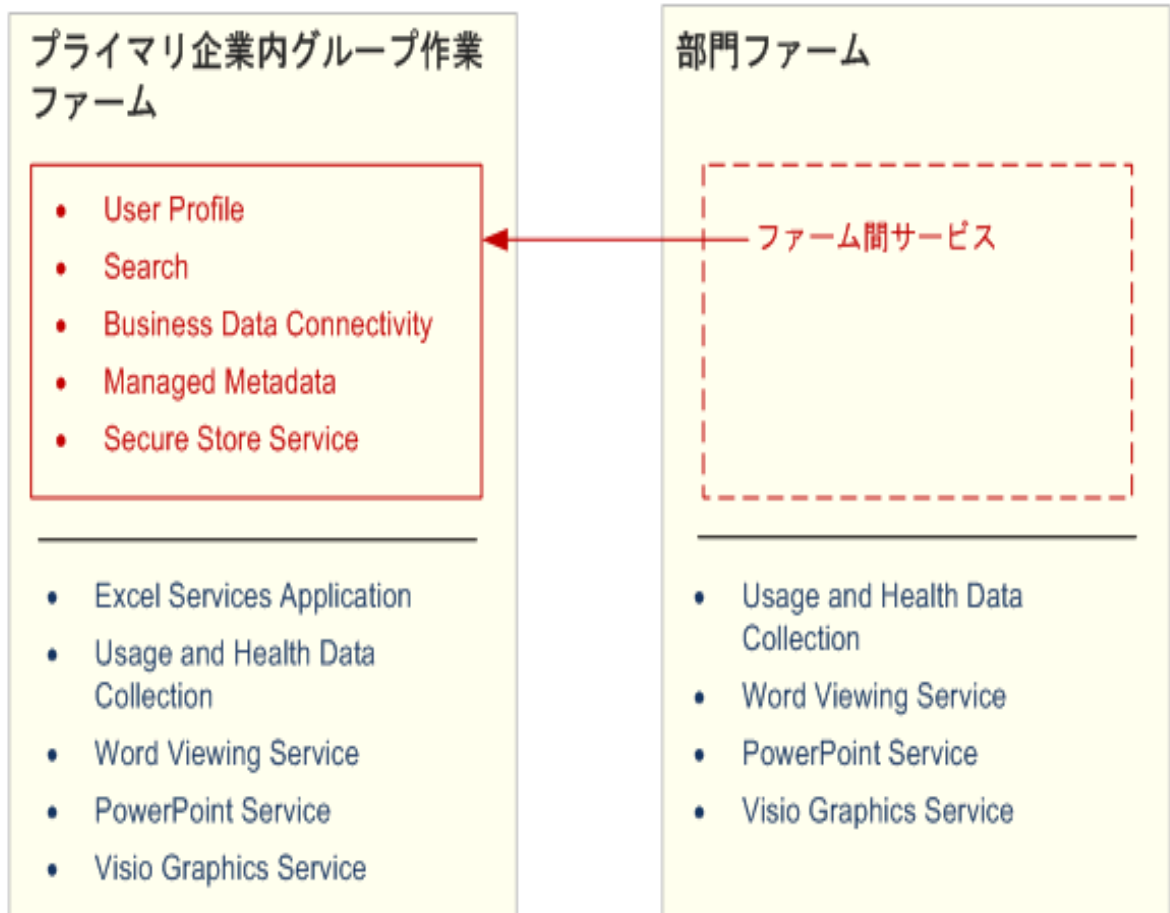 プライマリ企業内グループ作業
ファーム
• User Profile
• Search
• Business Data Connectivity
• Managed Metadata
• Secure Store Service
• Excel Services Application
• Usage and Health Data
Collection
• Word Viewing Service
• PowerPoint Service
• Visio Graphics Service
部門ファーム
ファーム間サービス
• Usage and Health Data
Collection
• Word Viewing Service
• PowerPoint Service
• Visio Graphics Service